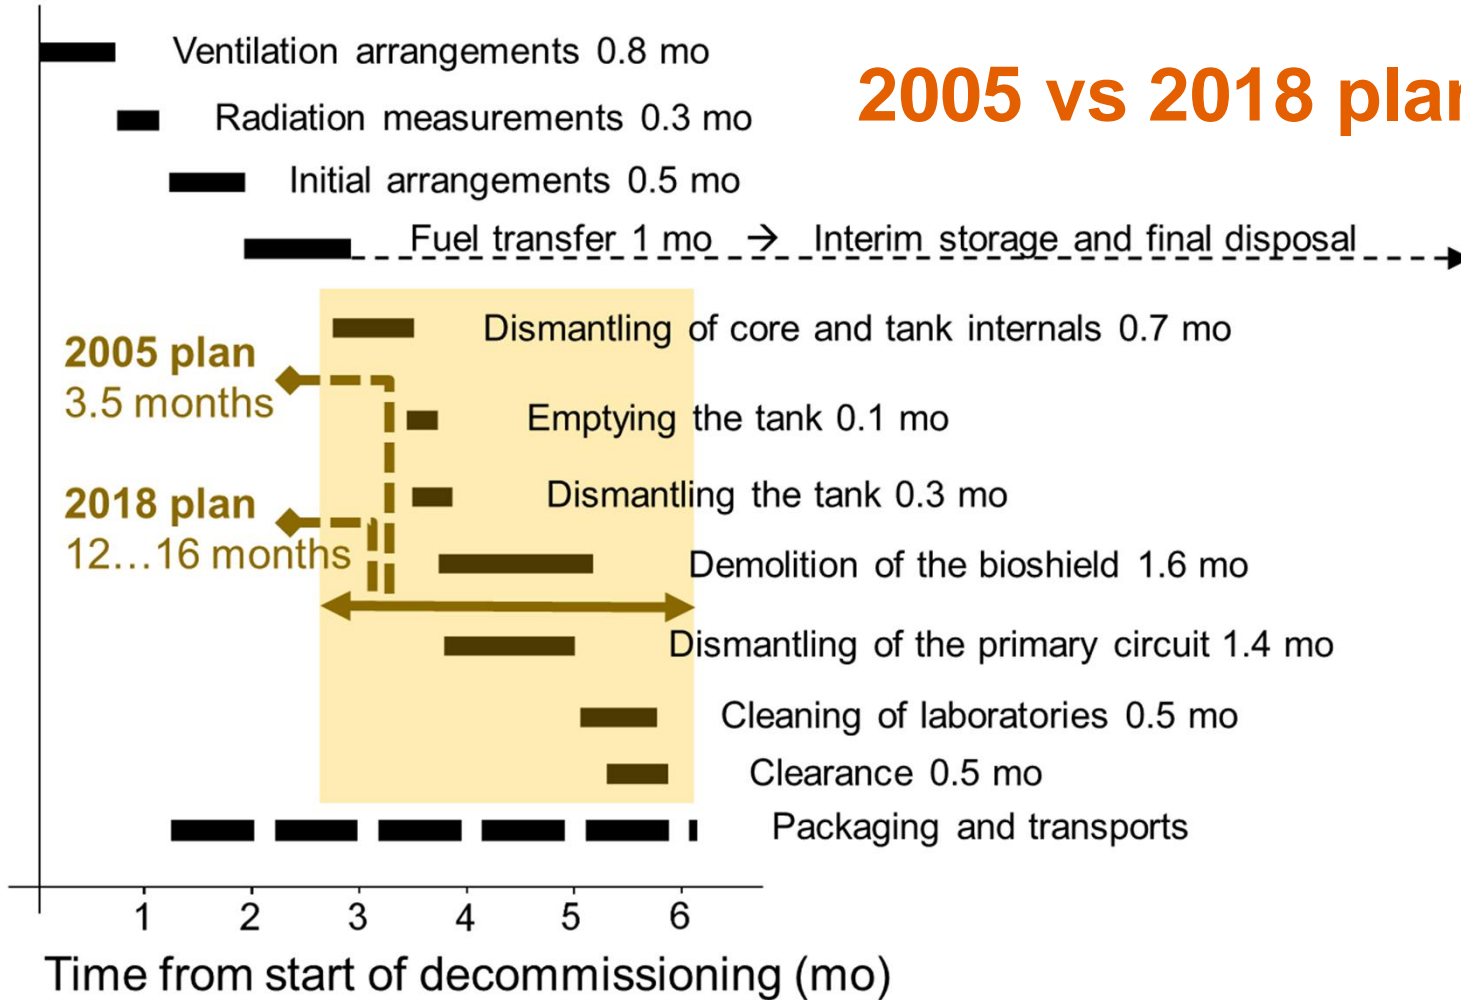 Ventilation arrangements 0.8 mo
2005 vs 2018 plan
Radiation measurements 0.3 mo
Initial arrangements 0.5 mo
Fuel transfer 1 mo → Interim storage and final disposal
Dismantling of core and tank internals 0.7 mo
2005 plan
3.5 months
Emptying the tank 0.1 mo
Dismantling the tank 0.3 mo
2018 plan
12…16 months
Demolition of the bioshield 1.6 mo
Dismantling of the primary circuit 1.4 mo
Cleaning of laboratories 0.5 mo
Clearance 0.5 mo
Packaging and transports
1 2 3 4 5 6
Time from start of decommissioning (mo)